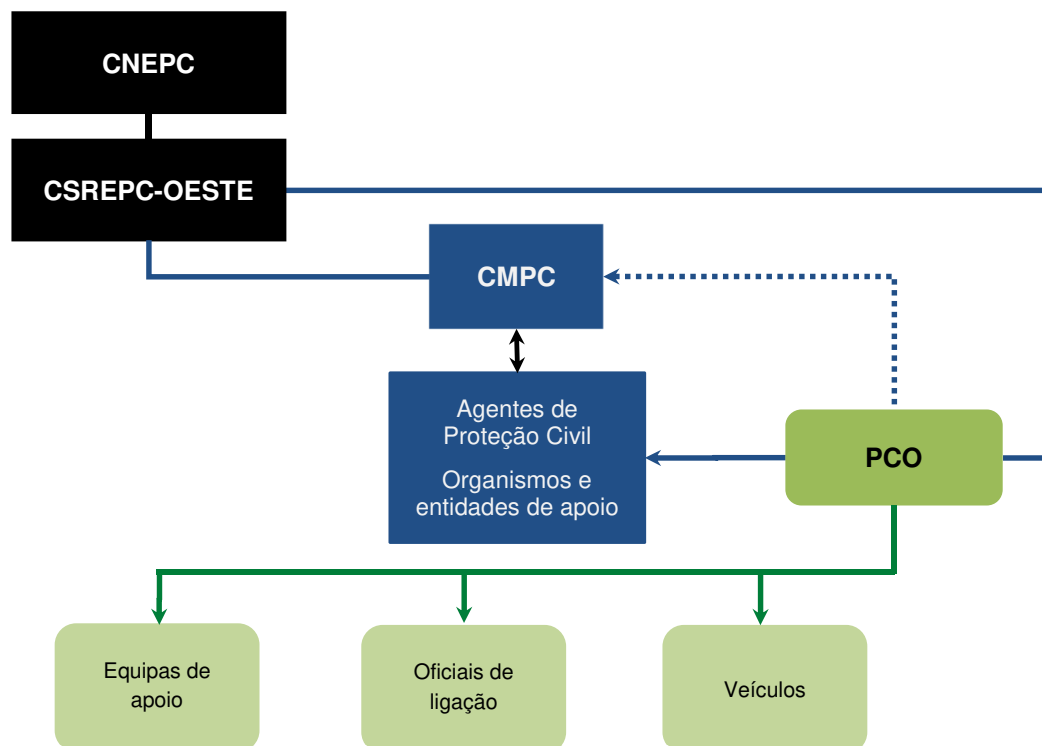 CNEPC
CSREPC-OESTE
CMPC
Agentes de
Proteção Civil
Organismos e
entidades de apoio
PCO
Equipas de
apoio
Oficiais de
ligação
Veículos